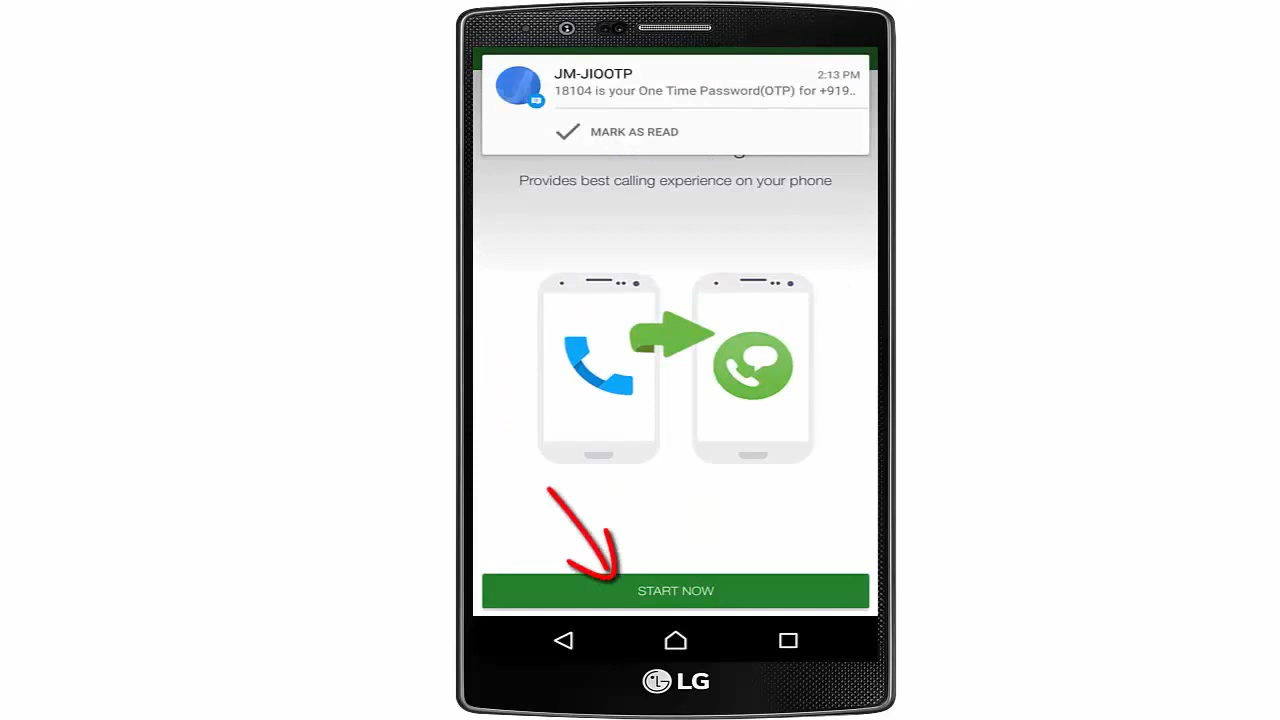 JM-JIOOTP 2:13 PM
18104 is your One Time Password(OTP) for +919..
MARK AS READ
Provides best calling experience on your phone
START NOW
LG